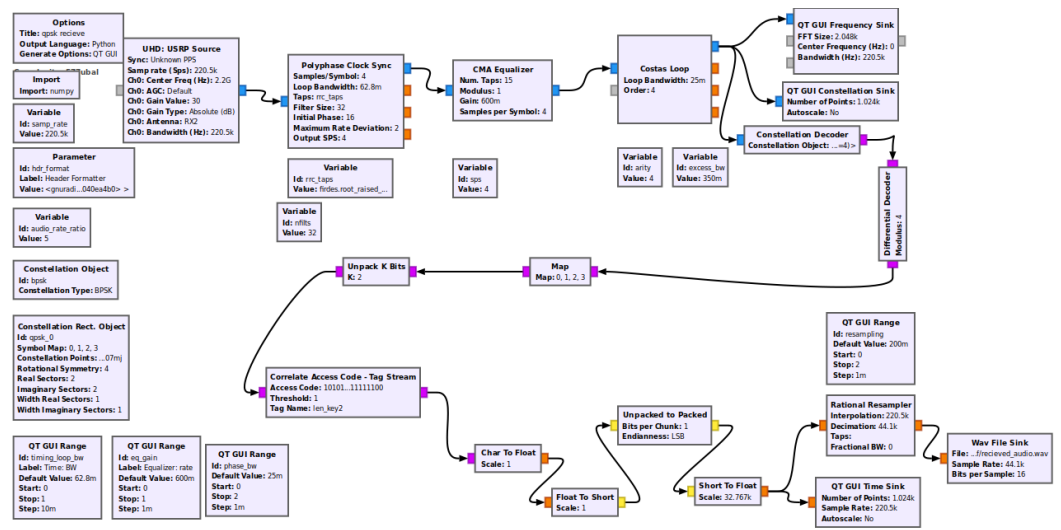 Options
Title: qpsk recieve
Output Language: Python
Generate Options: QT GUI
Import
Import: numpy
Variable
Id: samp_rate
Value: 220.5k
Parameter
Id: hdr_format
Label: Header Formatter
Value: <gnuradi...040ea4b0> >
Variable
Id: audio_rate_ratio
Value: 5
Constellation Object
Id: bpsk
Constellation Type: BPSK
Constellation Rect. Object
Id: qpsk_0
Symbol Map: 0, 1, 2, 3
Constellation Points: ...07mj
Rotational Symmetry: 4
Real Sectors: 2
Imaginary Sectors: 2
Width Real Sectors: 1
Width Imaginary Sectors: 1
QT GUI Range
Id: timing_loop_bw
Label: Time: BW
Default Value: 62.8m
Start: 0
Stop: 1
Step: 10m
QT GUI Range
Id: eq_gain
Label: Equalizer: rate
Default Value: 600m
Start: 0
Stop: 1
Step: 1m
QT GUI Range
Id: phase_bw
Default Value: 25m
Start: 0
Stop: 2
Step: 1m
UHD: USRP Source
Sync: Unknown PPS
Samp rate (Sps): 220.5k
Ch0: Center Freq (Hz): 2.2G
Ch0: AGC: Default
Ch0: Gain Value: 30
Ch0: Gain Type: Absolute (dB)
Ch0: Antenna: RX2
Ch0: Bandwidth (Hz): 220.5k
Polyphase Clock Sync
Samples/Symbol: 4
Loop Bandwidth: 62.8m
Taps: rrc_taps
Filter Size: 32
Initial Phase: 16
Maximum Rate Deviation: 2
Output SPS: 4
Variable
Id: rrc_taps
Value: firdes.root_raised_...
Variable
Id: nfilts
Value: 32
CMA Equalizer
Num. Taps: 15
Modulus: 1
Gain: 600m
Samples per Symbol: 4
Variable
Id: sps
Value: 4
Costas Loop
Loop Bandwidth: 25m
Order: 4
Variable
Id: arity
Value: 4
Variable
Id: excess_bw
Value: 350m
QT GUI Frequency Sink
FFT Size: 2.048k
Center Frequency (Hz): 0
Bandwidth (Hz): 220.5k
QT GUI Constellation Sink
Number of Points: 1.024k
Autoscale: No
Constellation Decoder
Constellation Object: ...=4)>
Differential Decoder
Modulus: 4
Map
Map: 0, 1, 2, 3
Unpack K Bits
K: 2
Correlate Access Code - Tag Stream
Access Code: 10101...11111100
Threshold: 1
Tag Name: len_key2
Char To Float
Scale: 1
Float To Short
Scale: 1
Unpacked to Packed
Bits per Chunk: 1
Endianness: LSB
Short To Float
Scale: 32.767k
QT GUI Range
Id: resampling
Default Value: 200m
Start: 0
Stop: 2
Step: 1m
Rational Resampler
Interpolation: 220.5k
Decimation: 44.1k
Taps:
Fractional BW: 0
QT GUI Time Sink
Number of Points: 1.024k
Sample Rate: 220.5k
Autoscale: No
Wav File Sink
File: ...f/recieved_audio.wav
Sample Rate: 44.1k
Bits per Sample: 16